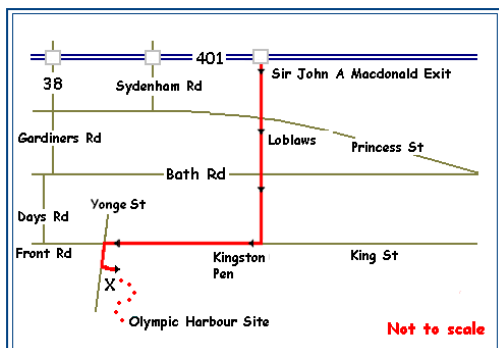 401
38
Sydenham Rd
Sir John A Macdonald Exit
Gardiners Rd
Loblaws
Princess St
Bath Rd
Days Rd
Yonge St
Front Rd
Kingston
Pen
King St
X
Olympic Harbour Site
Not to scale